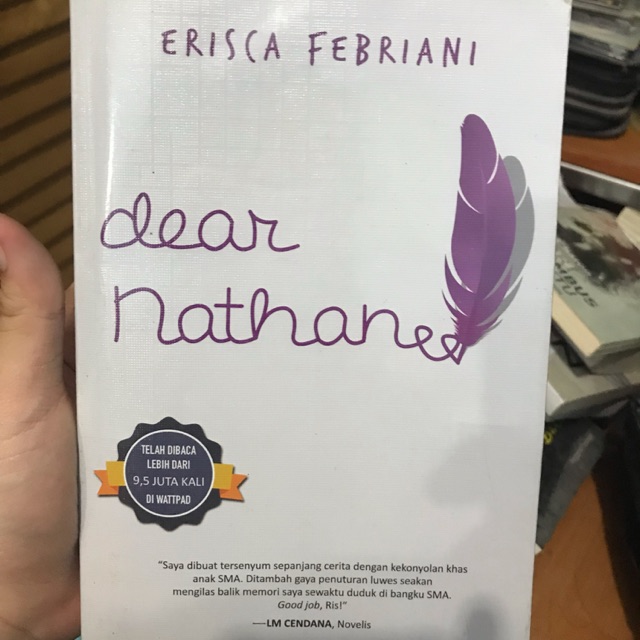 ERISCA FEBRIANI
dear
Nathan
TELAH DIBACA
LEBIH DARI
9,5 JUTA KALI
DI WATTPAD
“Saya dibuat tersenyum sepanjang cerita dengan kekonyolan khas
anak SMA. Ditambah gaya penuturan luwes seakan
mengilas balik memori saya sewaktu duduk di bangku SMA.
Good job, Ris!”
—LM CENDANA, Novelis